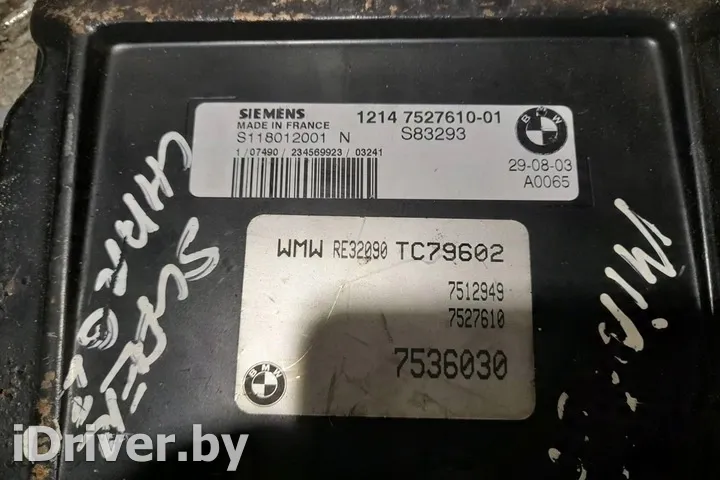 SIEMENS 1214 7527610-01
MADE IN FRANCE
S118012001 N S83293
1/07490/234569923/03241
BMW
29-08-03
A0065
WMW RE32090 TC79602
7512949
7527610
7536030
BMW
iDriver.by